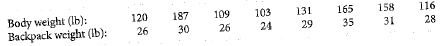 Body weight (lb): 120 187 109 103 131 165 158 116
Backpack weight (lb): 26 30 26 24 29 35 31 28